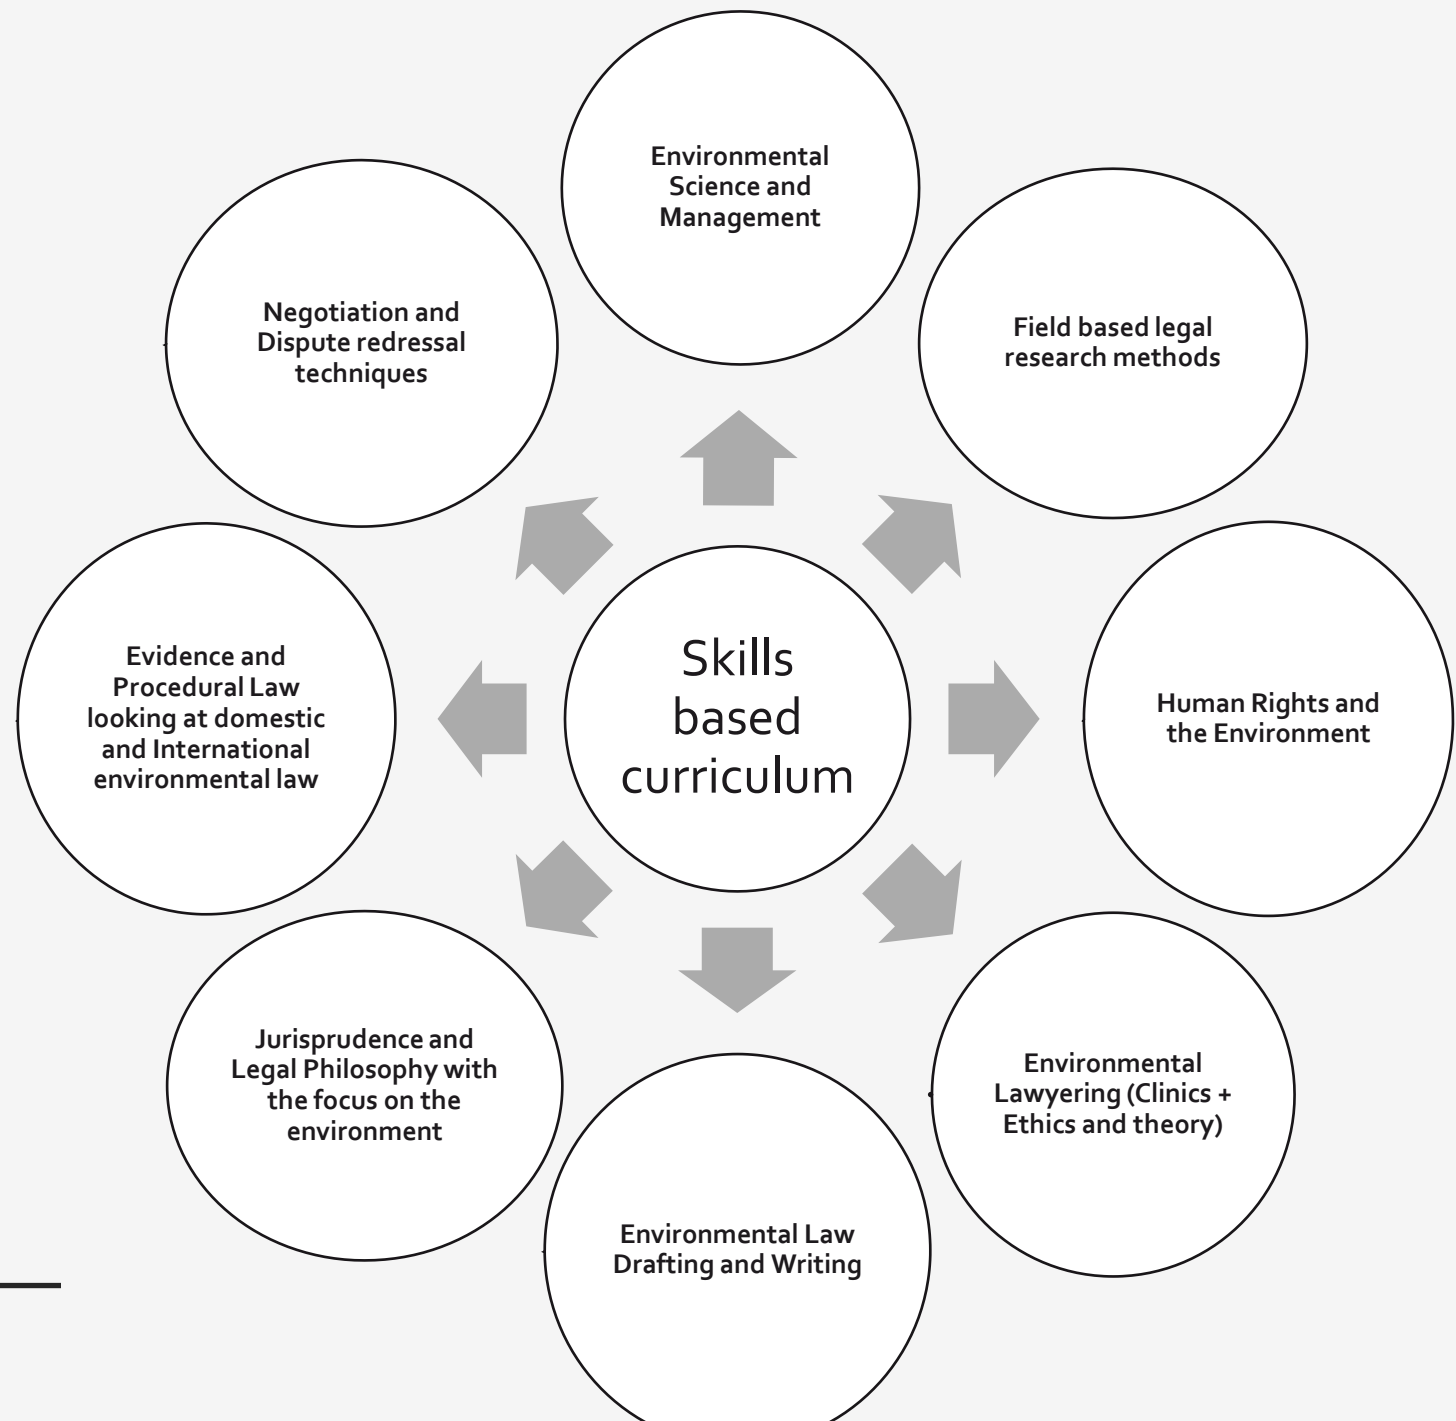 Environmental
Science and
Management
Field based legal
research methods
Human Rights and
the Environment
Environmental
Lawyering (Clinics +
Ethics and theory)
Environmental Law
Drafting and Writing
Jurisprudence and
Legal Philosophy with
the focus on the
environment
Evidence and
Procedural Law
looking at domestic
and International
environmental law
Negotiation and
Dispute redressal
techniques
Skills
based
curriculum